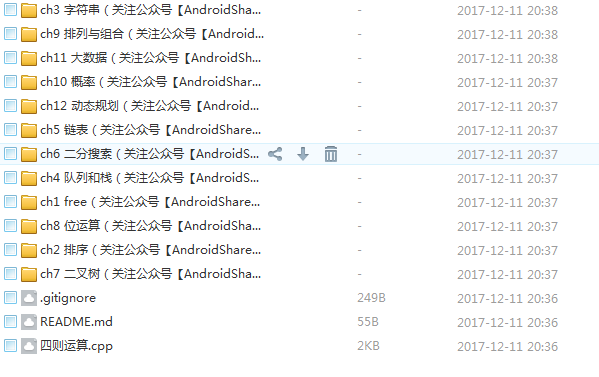 ch3 字符串（关注公众号【AndroidSha... - 2017-12-11 20:38
ch9 排列与组合（关注公众号【Android... - 2017-12-11 20:38
ch11 大数据（关注公众号【AndroidSh... - 2017-12-11 20:38
ch10 概率（关注公众号【AndroidShar... - 2017-12-11 20:37
ch12 动态规划（关注公众号【Android... - 2017-12-11 20:37
ch5 链表（关注公众号【AndroidShare... - 2017-12-11 20:37
ch6 二分搜索（关注公众号【AndroidS... - 2017-12-11 20:37
ch4 队列和栈（关注公众号【AndroidS... - 2017-12-11 20:37
ch1 free（关注公众号【AndroidShare... - 2017-12-11 20:37
ch8 位运算（关注公众号【AndroidSha... - 2017-12-11 20:37
ch2 排序（关注公众号【AndroidShare... - 2017-12-11 20:37
ch7 二叉树（关注公众号【AndroidSha... - 2017-12-11 20:37
.gitignore 249B 2017-12-11 20:36
README.md 55B 2017-12-11 20:36
四则运算.cpp 2KB 2017-12-11 20:36